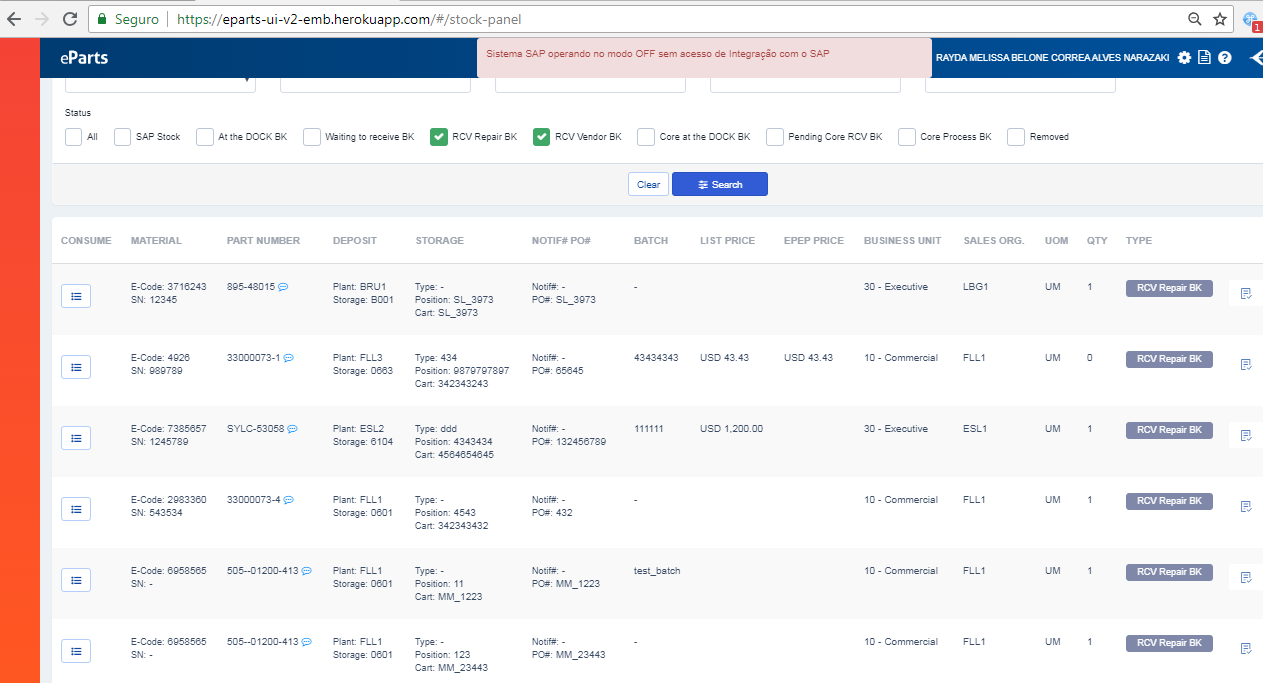 Seguro
https://eparts-ui-v2-emb.herokuapp.com/#/stock-panel
1
eParts
Sistema SAP operando no modo OFF sem acesso de Integração com o SAP
RAYDA MELISSA BELONE CORREA ALVES NARAZAKI
Status
All SAP Stock At the DOCK BK Waiting to receive BK RCV Repair BK RCV Vendor BK Core at the DOCK BK Pending Core RCV BK Core Process BK Removed
Clear Search
CONSUME MATERIAL PART NUMBER DEPOSIT STORAGE NOTIF# PO# BATCH LIST PRICE EPEP PRICE BUSINESS UNIT SALES ORG. UOM QTY TYPE
E-Code: 3716243 895-48015 Plant: BRU1 Type: - Notif#: - - 30 - Executive LBG1 UM 1 RCV Repair BK
SN: 12345 Storage: B001 Position: SL_3973 PO#: SL_3973
Cart: SL_3973
E-Code: 4926 33000073-1 Plant: FLL3 Type: 434 Notif#: - 43434343 USD 43.43 USD 43.43 10 - Commercial FLL1 UM 0 RCV Repair BK
SN: 989789 Storage: 0663 Position: 9879797897 PO#: 65645
Cart: 342343243
E-Code: 7385657 SYLC-53058 Plant: ESL2 Type: ddd Notif#: - 111111 USD 1,200.00 30 - Executive ESL1 UM 1 RCV Repair BK
SN: 1245789 Storage: 6104 Position: 4343434 PO#: 132456789
Cart: 4564654645
E-Code: 2983360 33000073-4 Plant: FLL1 Type: - Notif#: - - 10 - Commercial FLL1 UM 1 RCV Repair BK
SN: 543534 Storage: 0601 Position: 4543 PO#: 432
Cart: 342343432
E-Code: 6958565 505--01200-413 Plant: FLL1 Type: - Notif#: - test_batch 10 - Commercial FLL1 UM 1 RCV Repair BK
SN: - Storage: 0601 Position: 11 PO#: MM_1223
Cart: MM_1223
E-Code: 6958565 505--01200-413 Plant: FLL1 Type: - Notif#: - - 10 - Commercial FLL1 UM 1 RCV Repair BK
SN: - Storage: 0601 Position: 123 PO#: MM_23443
Cart: MM_23443